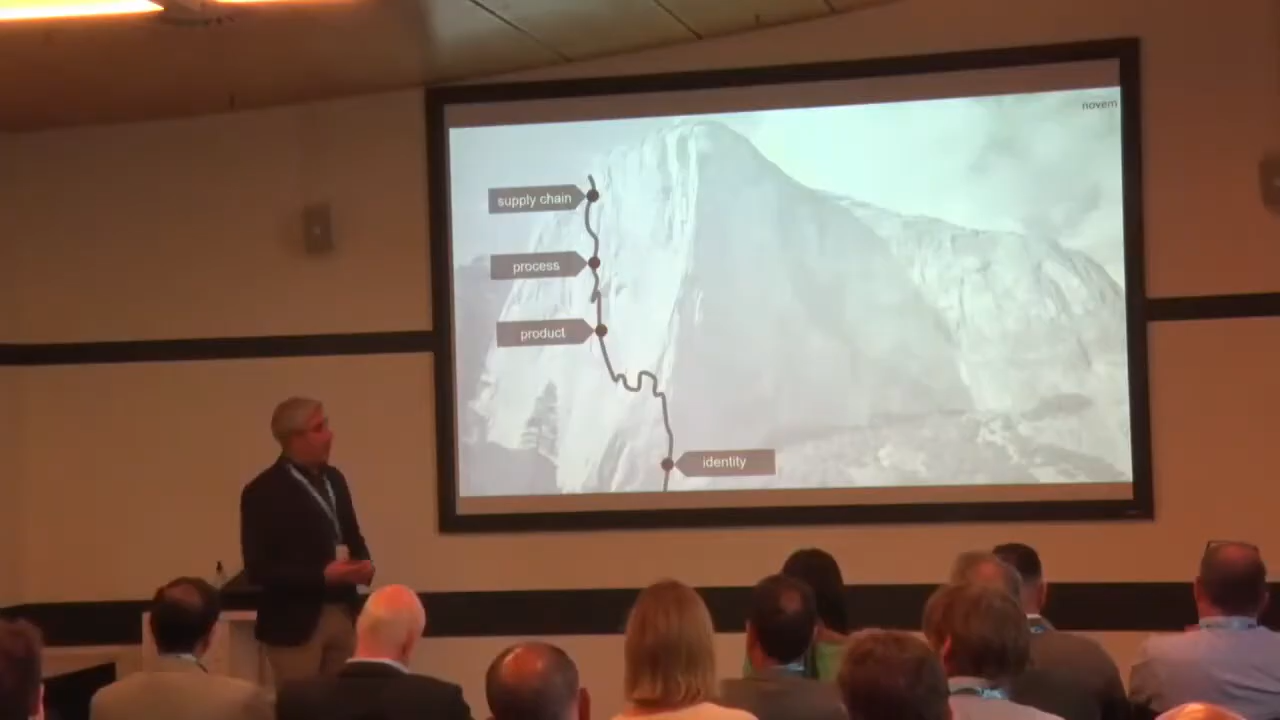 novem
supply chain
process
product
identity